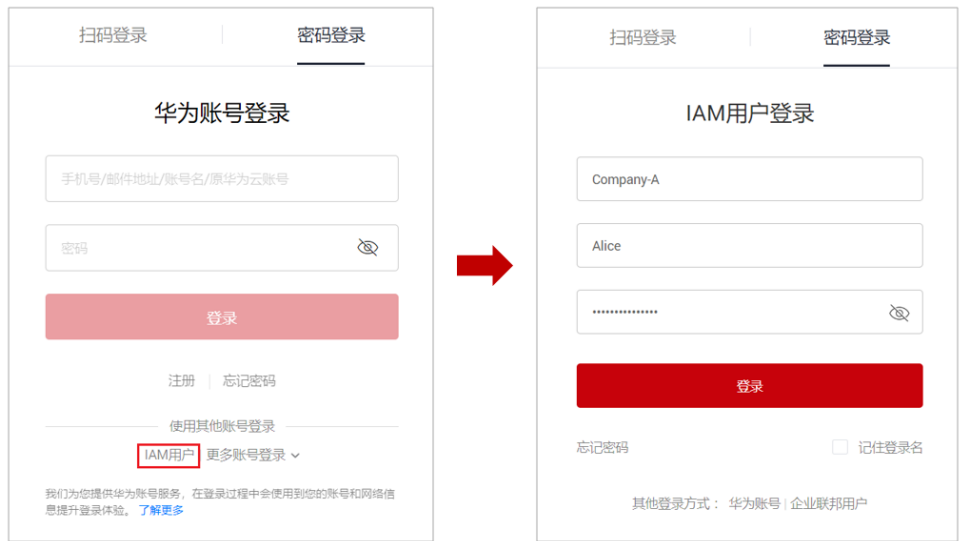 扫码登录 密码登录
华为账号登录
手机号/邮件地址/账号名/原华为云账号
密码
登录
注册 | 忘记密码
使用其他账号登录
IAM用户 更多账号登录
我们为您提供华为账号服务，在登录过程中会使用到您的账号和网络信
息提升登录体验。 了解更多
扫码登录 密码登录
IAM用户登录
Company-A
Alice
•••••••••••••••
登录
忘记密码 记住登录名
其他登录方式： 华为账号 | 企业联邦用户